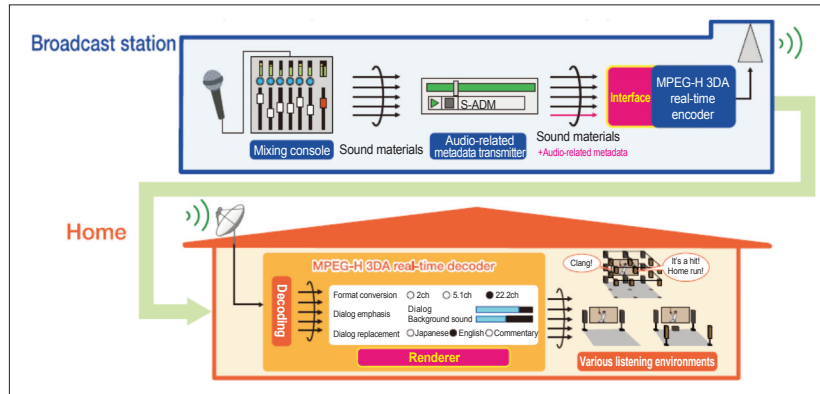 Broadcast station
S-ADM
Interface
MPEG-H 3DA
real-time
encoder
Mixing console
Sound materials
Audio-related
metadata transmitter
Sound materials
+Audio-related metadata
Home
MPEG-H 3DA real-time decoder
Decoding
Format conversion 2ch 5.1ch 22.2ch
Dialog emphasis Dialog
Background sound
Dialog replacement Japanese English Commentary
Renderer
Clang!
It's a hit!
Home run!
Various listening environments